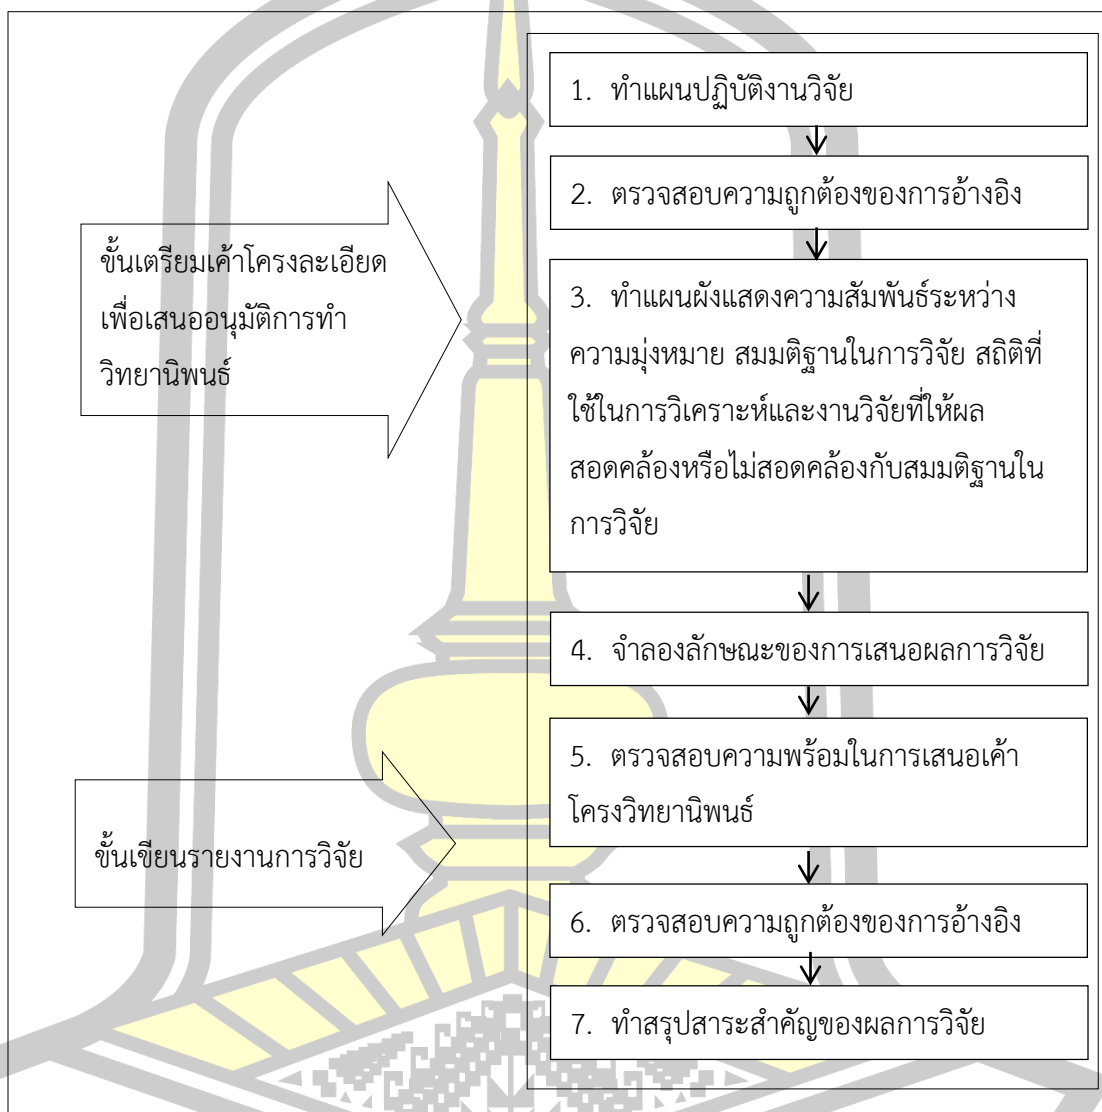 1. ทำแผนปฏิบัติงานวิจัย
2. ตรวจสอบความถูกต้องของการอ้างอิง
ขั้นเตรียมเค้าโครงละเอียด
เพื่อเสนออนุมัติการทำ
วิทยานิพนธ์
3. ทำแผนผังแสดงความสัมพันธ์ระหว่าง
ความมุ่งหมาย สมมติฐานในการวิจัย สถิติที่
ใช้ในการวิเคราะห์และงานวิจัยที่ให้ผล
สอดคล้องหรือไม่สอดคล้องกับสมมติฐานใน
การวิจัย
4. จำลองลักษณะของการเสนอผลการวิจัย
5. ตรวจสอบความพร้อมในการเสนอเค้า
โครงวิทยานิพนธ์
ขั้นเขียนรายงานการวิจัย
6. ตรวจสอบความถูกต้องของการอ้างอิง
7. ทำสรุปสาระสำคัญของผลการวิจัย